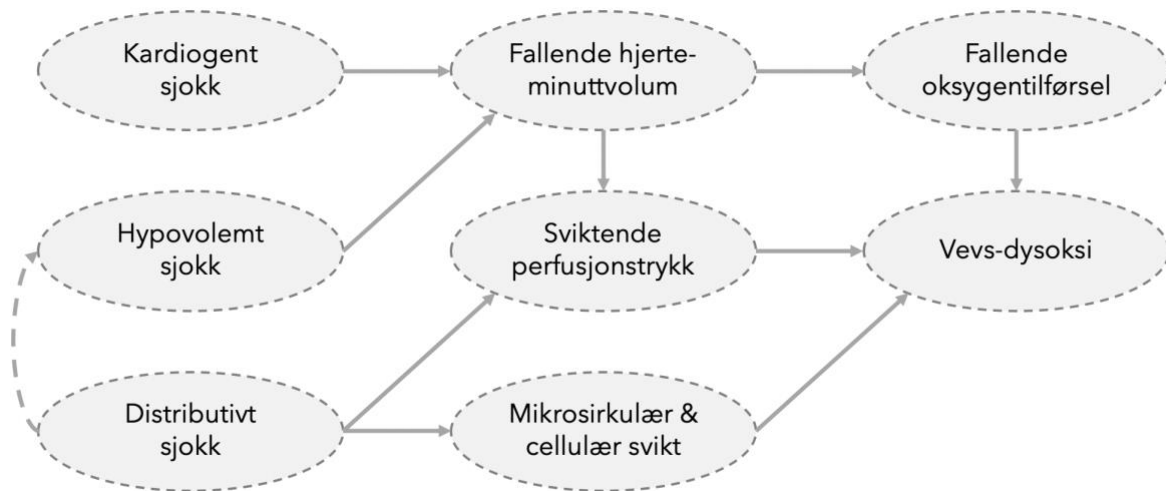 Kardiogent
sjokk
Fallende hjerte-
minuttvolum
Fallende
oksygentilførsel
Hypovolemt
sjokk
Sviktende
perfusjonstrykk
Vevs-dysoksi
Distributivt
sjokk
Mikrosirkulær &
cellulær svikt